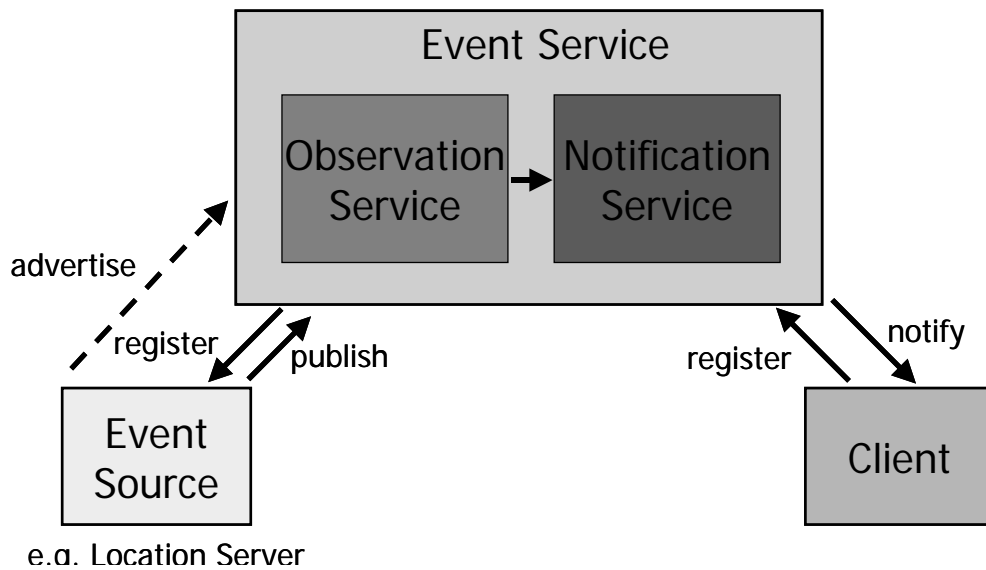 Event Service
Observation
Service
Notification
Service
advertise
register
publish
register
notify
Event
Source
Client
e.g. Location Server